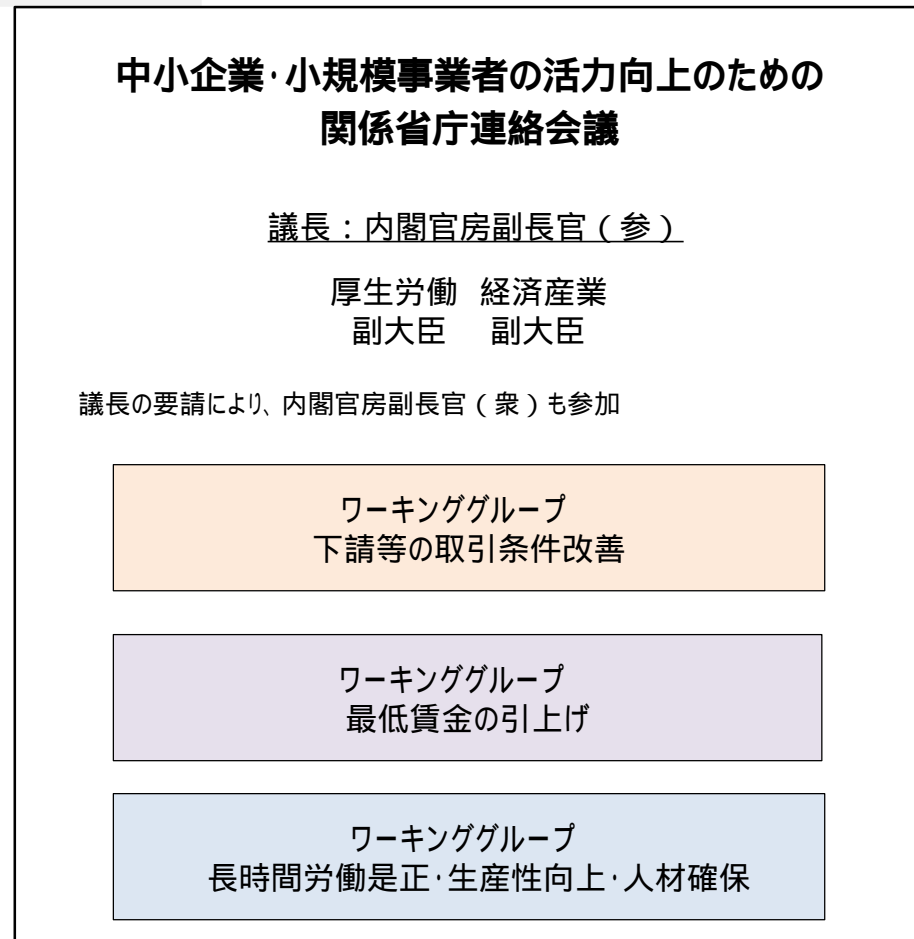 中小企業･小規模事業者の活力向上のための
関係省庁連絡会議
議長：内閣官房副長官（参）
厚生労働 経済産業
副大臣 副大臣
議長の要請により、内閣官房副長官（衆）も参加
ワーキンググループ
下請等の取引条件改善
ワーキンググループ
最低賃金の引上げ
ワーキンググループ
長時間労働是正･生産性向上･人材確保